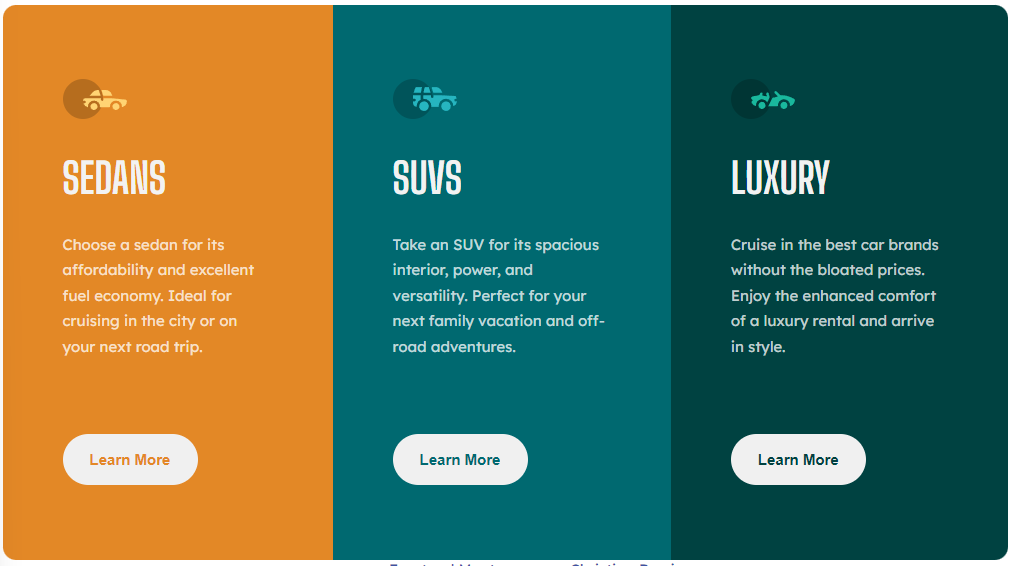 SEDANS
Choose a sedan for its
affordability and excellent
fuel economy. Ideal for
cruising in the city or on
your next road trip.
Learn More
SUVS
Take an SUV for its spacious
interior, power, and
versatility. Perfect for your
next family vacation and off-
road adventures.
Learn More
LUXURY
Cruise in the best car brands
without the bloated prices.
Enjoy the enhanced comfort
of a luxury rental and arrive
in style.
Learn More